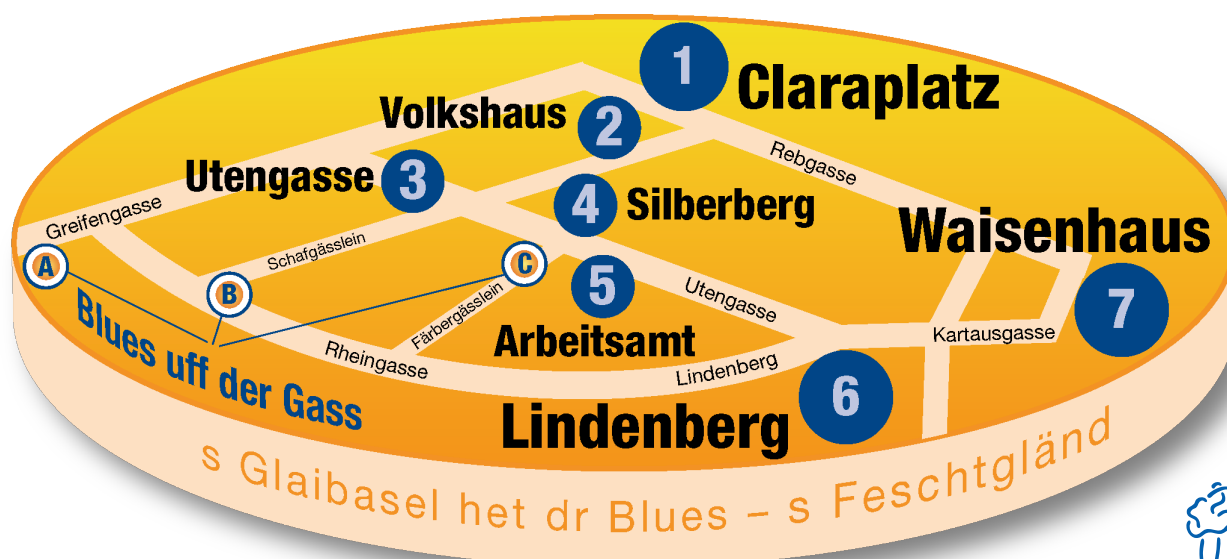 1 Claraplatz
Volkshaus 2
Rebgasse
Utengasse 3
4 Silberberg
Greifengasse
Waisenhaus
Schafgässlein
A
B
C
5
Utengasse
7
Färbergässlein
Kartausgasse
Arbeitsamt
Rheingasse
Lindenberg
Blues uff der Gass
6
Lindenberg
s Glaibasel het dr Blues – s Feschtgländ